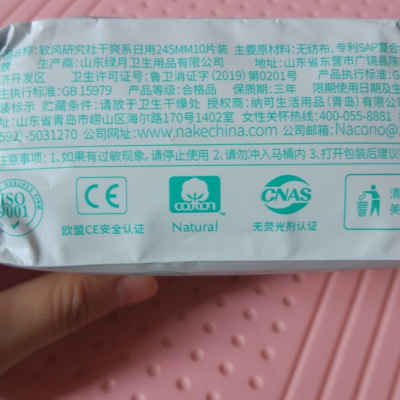 软风研究社干爽系日用245MM10片装 主要原材料:无纺布、专利SAP复合
生产商:山东绿月卫生用品有限公司 地址:山东省东营市广饶县
济开发区 卫生许可证号:鲁卫消证字(2019)第0201号 产品执行标准:G
生执行标准:GB 15979 产品等级:合格品 保质期:三年 限期使用日期及生
装 贮藏条件:请放于卫生干燥处 授权商:纳可生活用品(青岛)有限
:山东省青岛市崂山区海尔路170号1402室 女性关怀热线:400-055-8881
592)-5031270 公司网站:www.nakechina.com 公司邮箱:Nacono@
注意事项:1、如果有过敏现象,请停止使用 2、请勿冲入马桶内 3、打开包装后建议
ISO
9001
CE
欧盟CE安全认证
cotton
TM
Natural
CNAS
无荧光剂认证
清
美